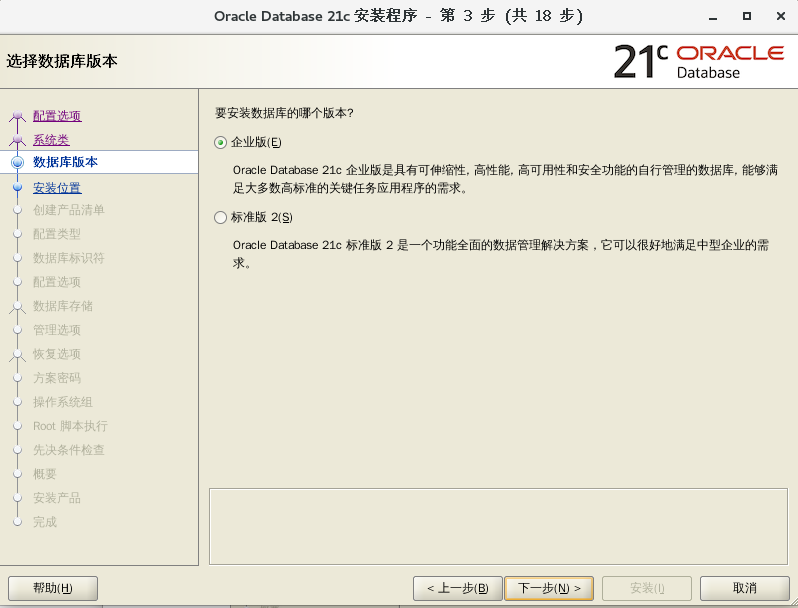 Oracle Database 21c 安装程序 - 第 3 步 (共 18 步)
选择数据库版本
21c ORACLE
Database
配置选项
系统类
数据库版本
安装位置
创建产品清单
配置类型
数据库标识符
配置选项
数据库存储
管理选项
恢复选项
方案密码
操作系统组
Root 脚本执行
先决条件检查
概要
安装产品
完成
要安装数据库的哪个版本?
企业版(E)
Oracle Database 21c 企业版是具有可伸缩性, 高性能, 高可用性和安全功能的自行管理的数据库, 能够满
足大多数高标准的关键任务应用程序的需求。
标准版 2(S)
Oracle Database 21c 标准版 2 是一个功能全面的数据管理解决方案，它可以很好地满足中型企业的需
求。
帮助(H)
< 上一步(B)
下一步(N) >
安装(I)
取消